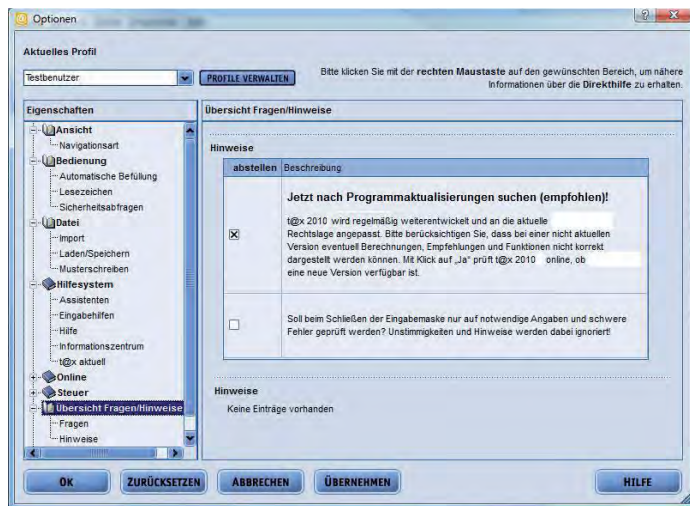 Optionen
Aktuelles Profil
Testbenutzer
PROFILE VERWALTEN
Bitte klicken Sie mit der rechten Maustaste auf den gewünschten Bereich, um nähere
Informationen über die Direkthilfe zu erhalten.
Eigenschaften
Ansicht
Navigationsart
Bedienung
Automatische Befüllung
Lesezeichen
Sicherheitsabfragen
Datei
Import
Laden/Speichern
Musterschreiben
Hilfesystem
Assistenten
Eingabehilfen
Hilfe
Informationszentrum
t@x aktuell
Online
Steuer
Übersicht Fragen/Hinweise
Fragen
Hinweise
Übersicht Fragen/Hinweise
Hinweise
abstellen Beschreibung
Jetzt nach Programmaktualisierungen suchen (empfohlen)!
t@x 2010 wird regelmäßig weiterentwickelt und an die aktuelle
Rechtslage angepasst. Bitte berücksichtigen Sie, dass bei einer nicht aktuellen
Version eventuell Berechnungen, Empfehlungen und Funktionen nicht korrekt
dargestellt werden können. Mit Klick auf „Ja" prüft t@x 2010 online, ob
eine neue Version verfügbar ist.
Soll beim Schließen der Eingabemaske nur auf notwendige Angaben und schwere
Fehler geprüft werden? Unstimmigkeiten und Hinweise werden dabei ignoriert!
Hinweise
Keine Einträge vorhanden
OK
ZURÜCKSETZEN
ABBRECHEN
ÜBERNEHMEN
HILFE